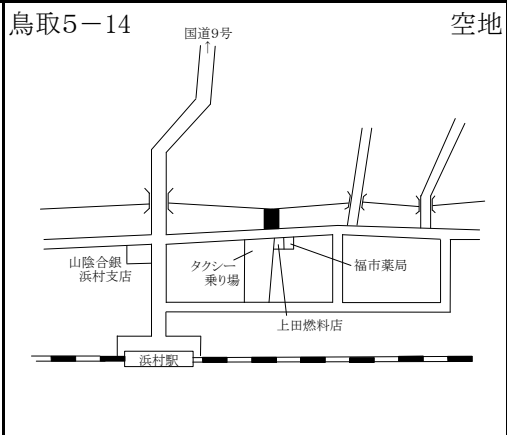 鳥取5－14
空地
国道9号
↑
山陰合銀
浜村支店
タクシー
乗り場
福市薬局
上田燃料店
浜村駅